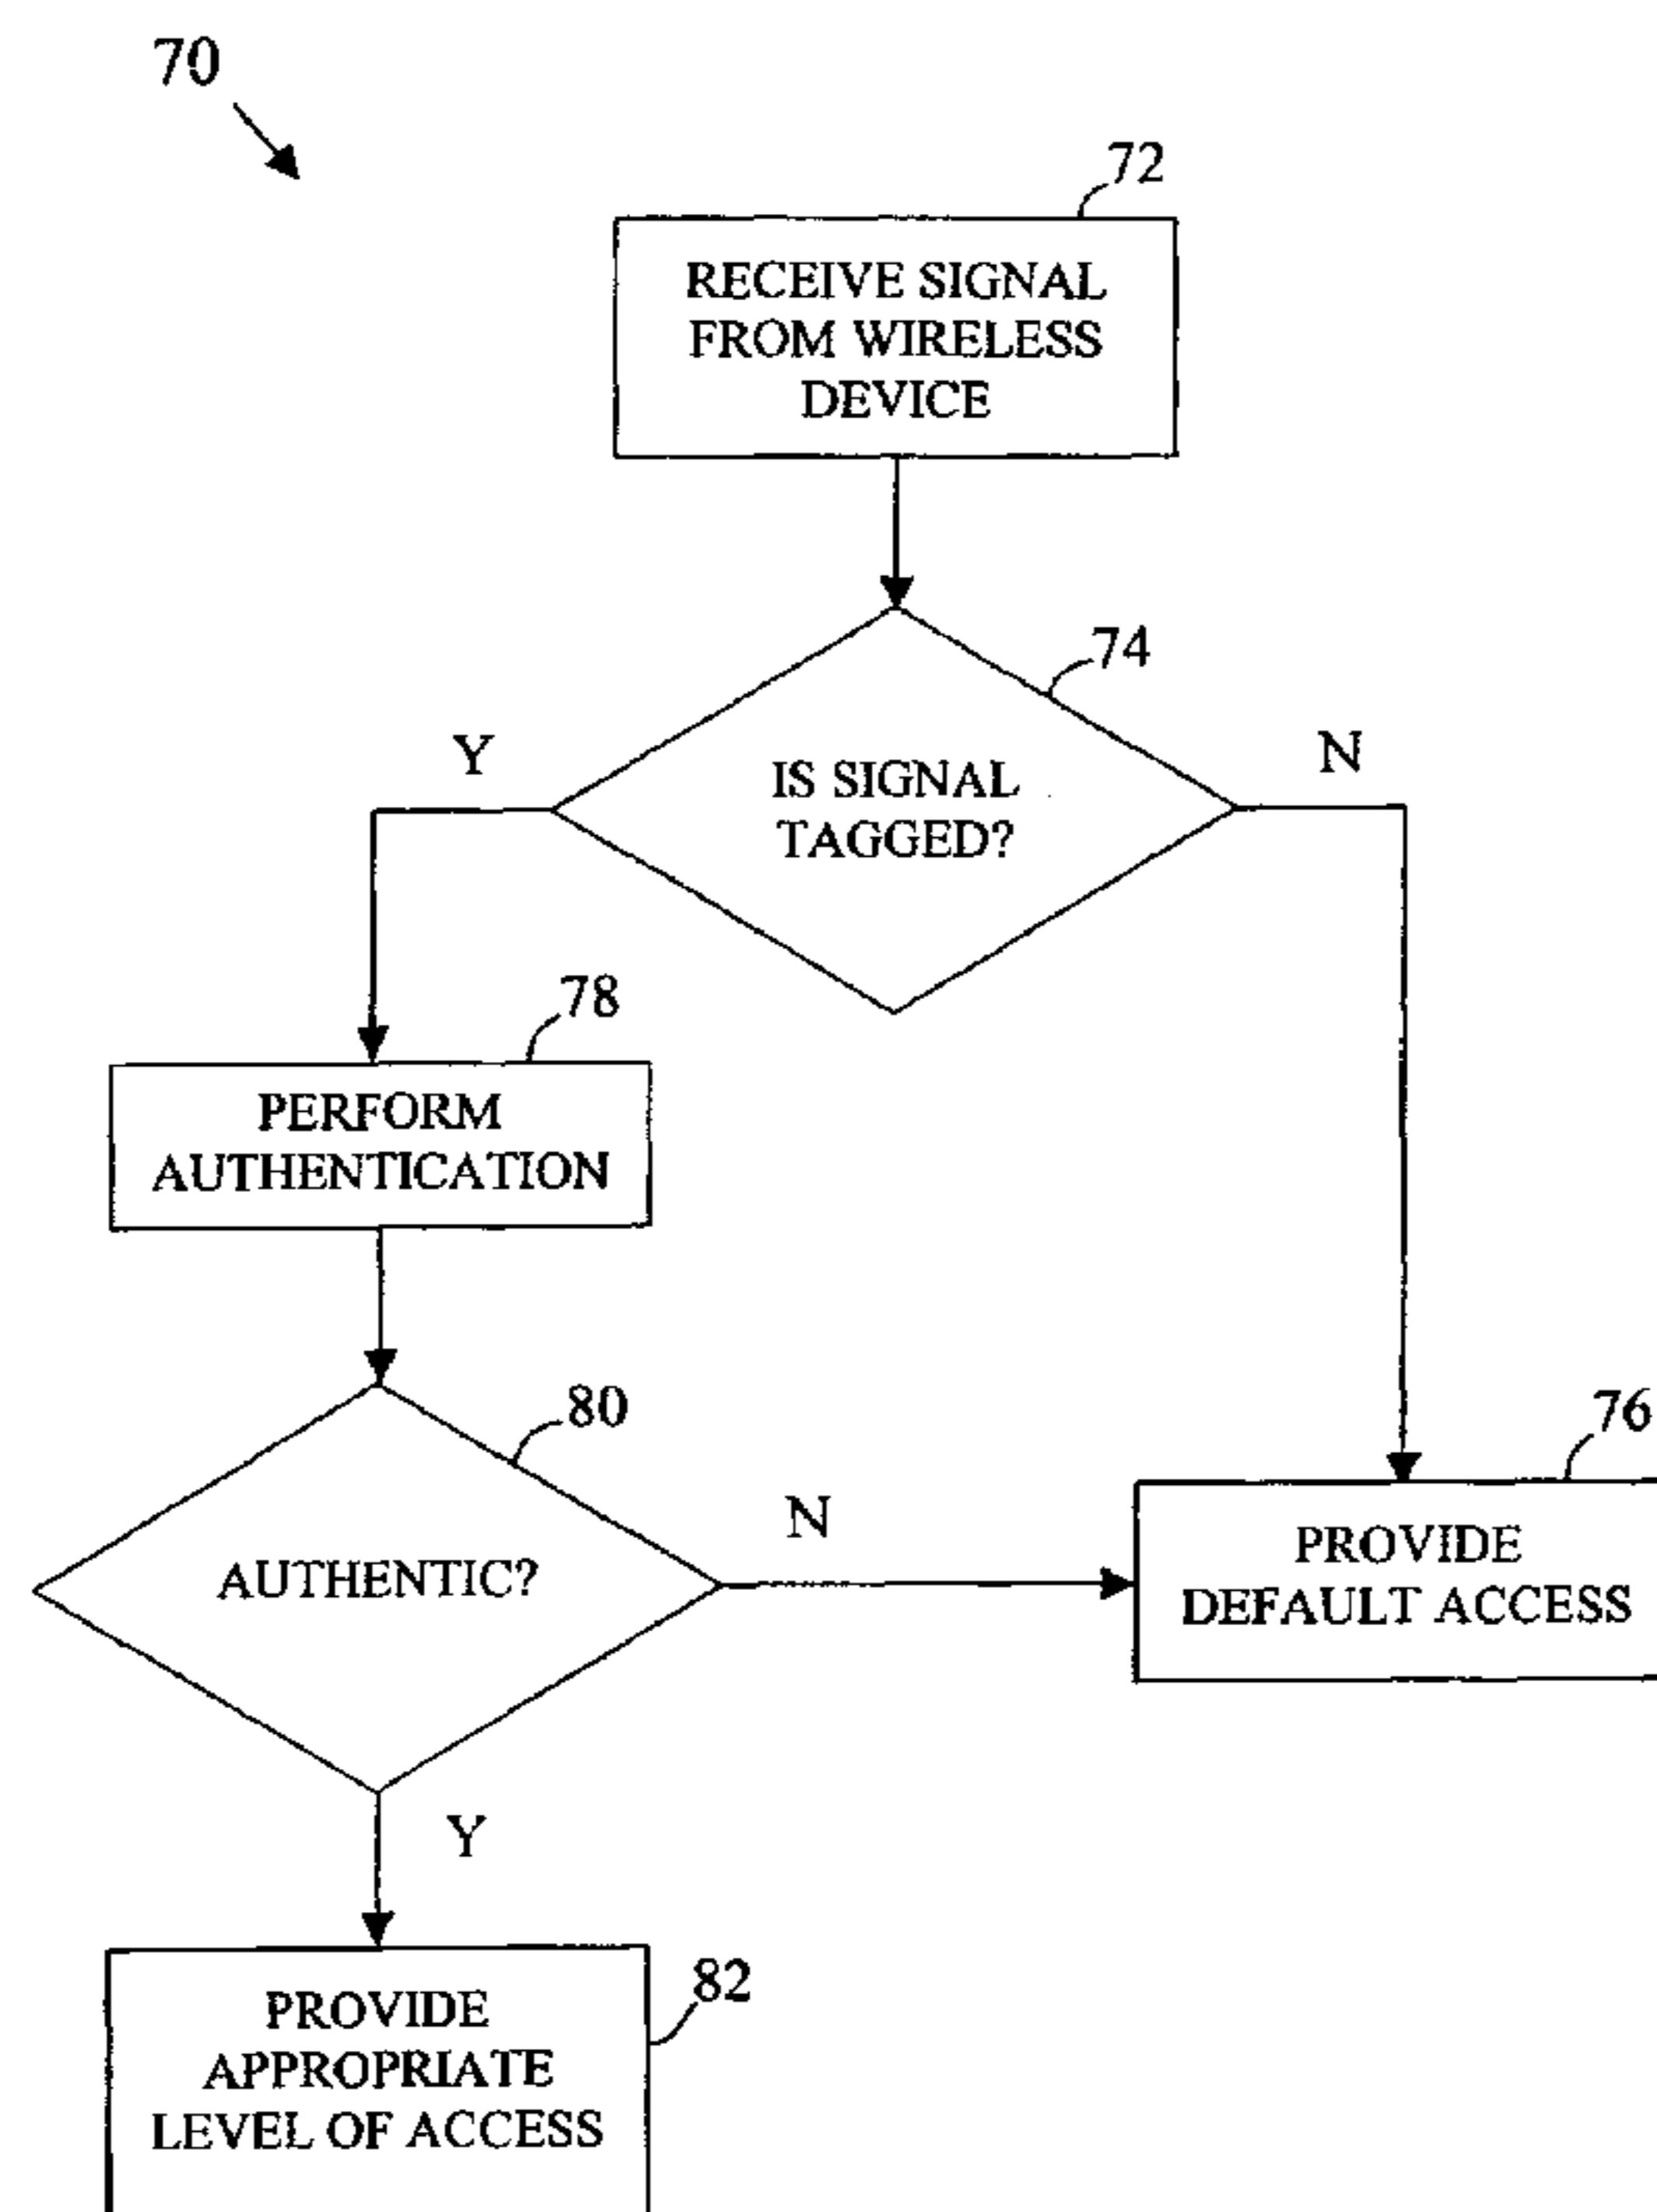 70
72
RECEIVE SIGNAL
FROM WIRELESS
DEVICE
74
Y
N
IS SIGNAL
TAGGED?
78
PERFORM
AUTHENTICATION
80
76
AUTHENTIC?
N
PROVIDE
DEFAULT ACCESS
Y
82
PROVIDE
APPROPRIATE
LEVEL OF ACCESS